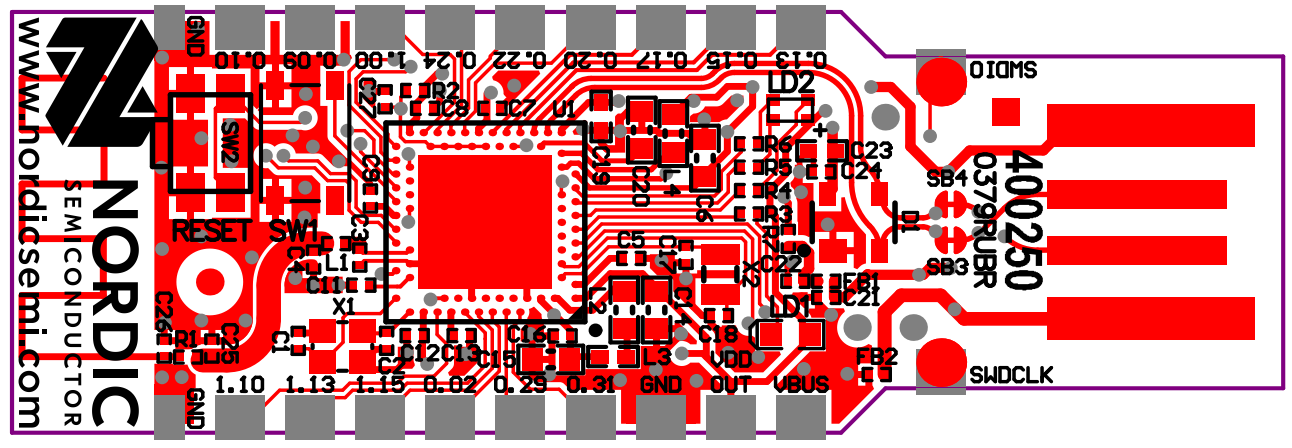 www.nordicsemi.com
NORDIC
SEMICONDUCTOR
GND
0.10
0.09
1.00
0.24
0.22
0.20
0.17
0.15
0.13
SWDIO
C27
R2
C8
C7
U1
LD2
SW2
C19
C20
L4
C6
R6
R5
R4
R3
R7
+
C23
C24
C9
RESET
SW1
C3
C4
L1
C11
X1
C5
C17
X2
C22
D1
FB1
C21
SB4
SB3
0379RUBR
400250
L2
C14
C18
LD1
C26
R1
C25
C1
C2
C12
C13
C15
C16
L3
FB2
VDD
GND
1.10
1.13
1.15
0.02
0.29
0.31
GND
OUT
VBUS
SWDCLK